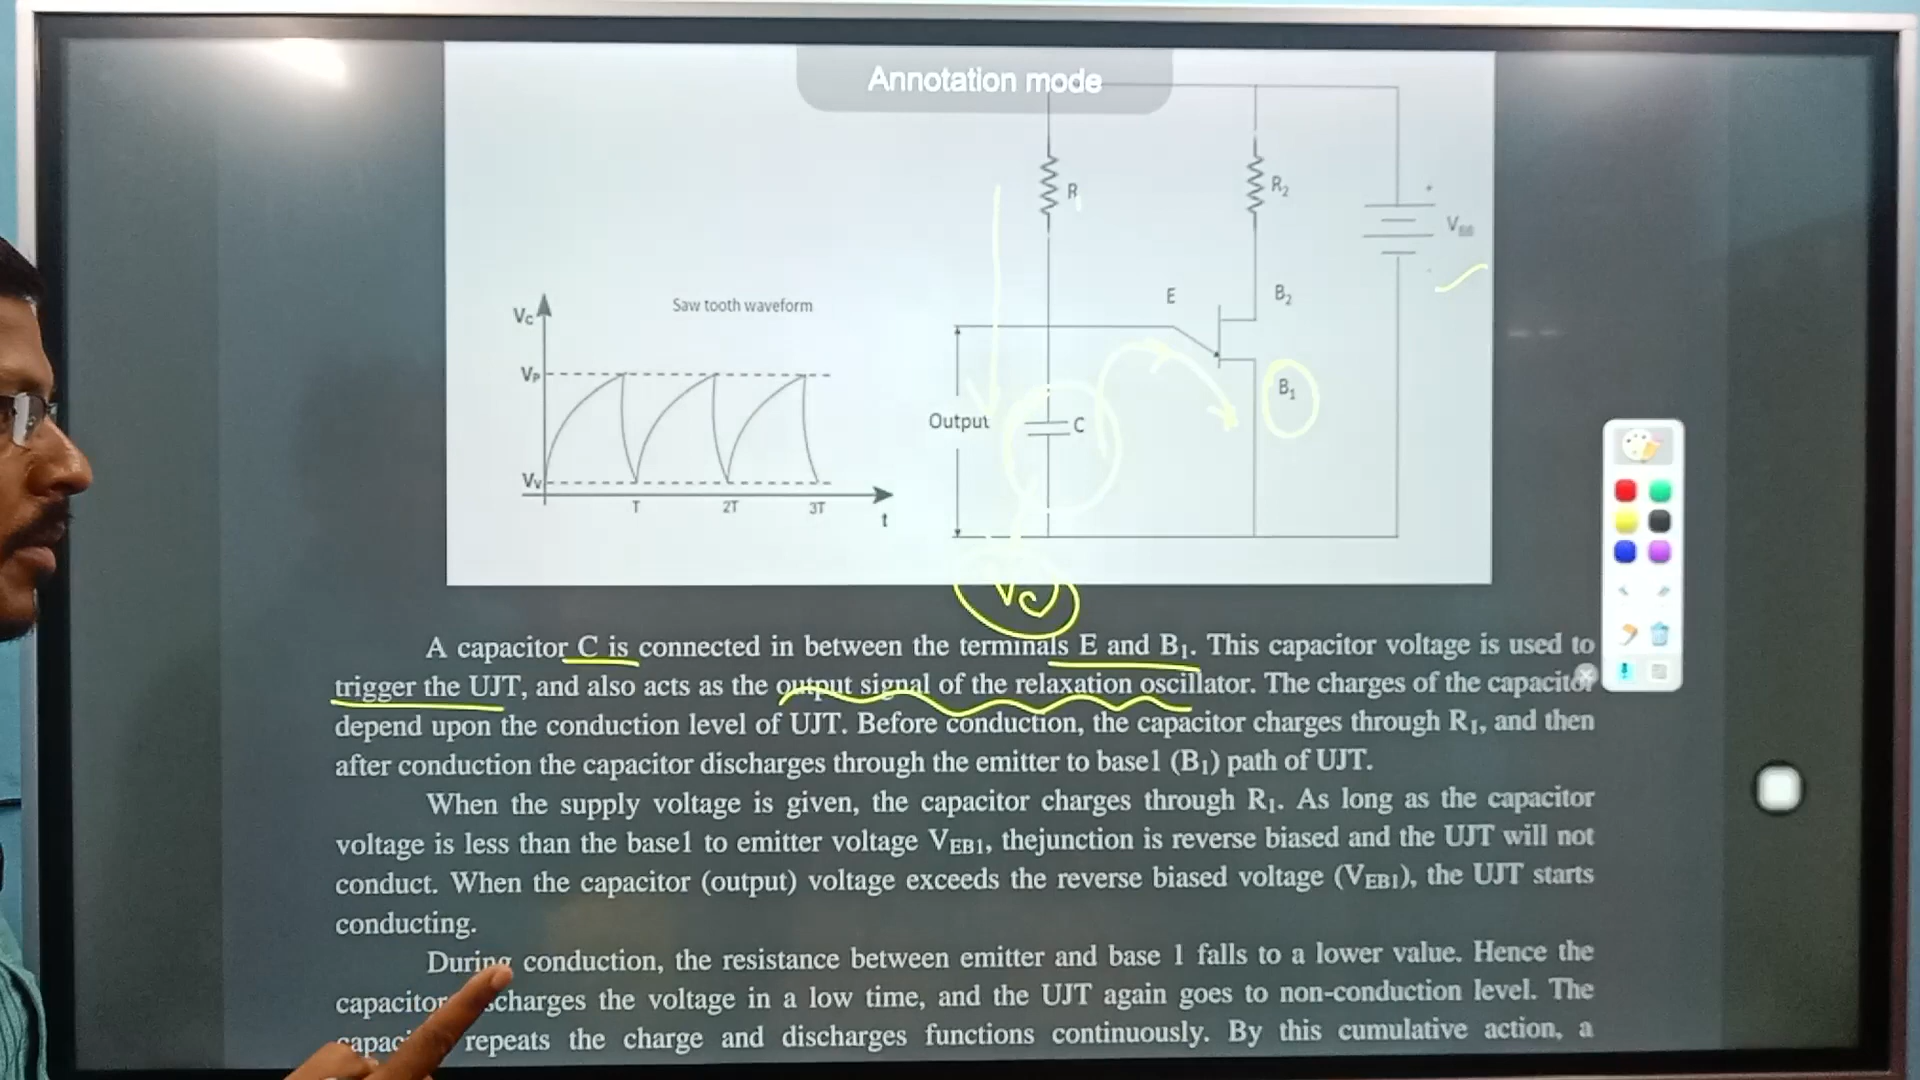 Annotation mode
R₁
R₂
V_BB
E
B₂
B₁
Output
C
Saw tooth waveform
Vc
Vp
Vv
T
2T
3T
t
Vc
A capacitor C is connected in between the terminals E and B₁. This capacitor voltage is used to
trigger the UJT, and also acts as the output signal of the relaxation oscillator. The charges of the capacitor
depend upon the conduction level of UJT. Before conduction, the capacitor charges through R₁, and then
after conduction the capacitor discharges through the emitter to base1 (B₁) path of UJT.
When the supply voltage is given, the capacitor charges through R₁. As long as the capacitor
voltage is less than the base1 to emitter voltage V_EB1, thejunction is reverse biased and the UJT will not
conduct. When the capacitor (output) voltage exceeds the reverse biased voltage (V_EB1), the UJT starts
conducting.
During conduction, the resistance between emitter and base 1 falls to a lower value. Hence the
capacitor the voltage in a low time, and the UJT again goes to non-conduction level. The
repeats the charge and discharges functions continuously. By this cumulative action, a